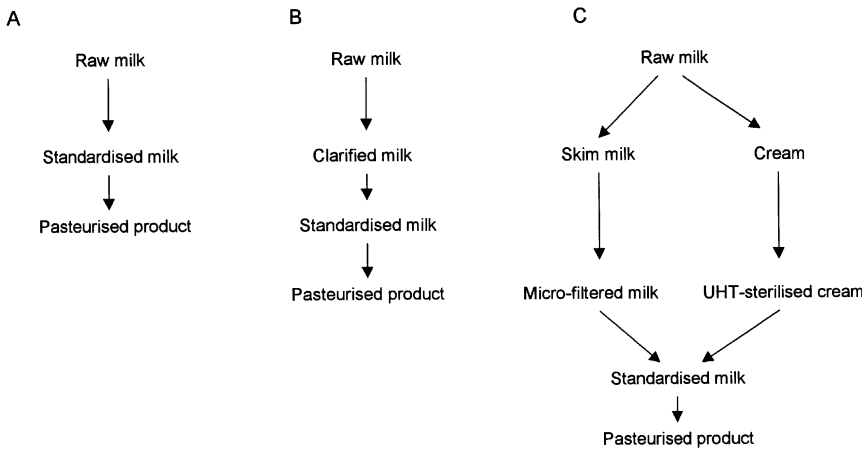 A
Raw milk
Standardised milk
Pasteurised product
B
Raw milk
Clarified milk
Standardised milk
Pasteurised product
C
Raw milk
Skim milk
Cream
Micro-filtered milk
UHT-sterilised cream
Standardised milk
Pasteurised product